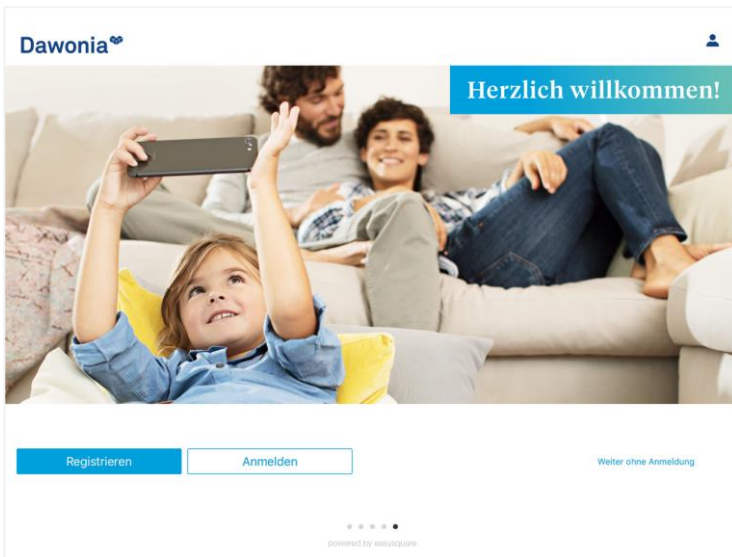 Dawonia
Herzlich willkommen!
Registrieren
Anmelden
Weiter ohne Anmeldung
powered by easysquare